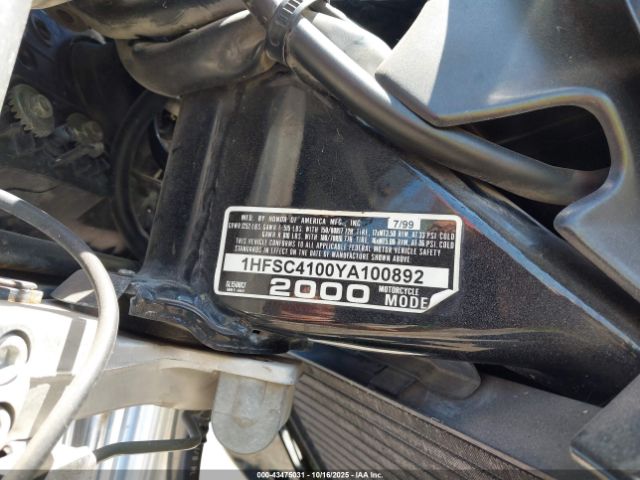 MFD. BY HONDA OF AMERICA MFG., INC. 7/99
THIS VEHICLE CONFORMS TO ALL APPLICABLE FEDERAL MOTOR VEHICLE SAFETY
STANDARDS IN EFFECT ON THE DATE OF MANUFACTURE SHOWN ABOVE.
1HFSC4100YA100892
2000 MOTORCYCLE
MODE
000-43475031 - 10/16/2025 - Copyright © IAA, LLC